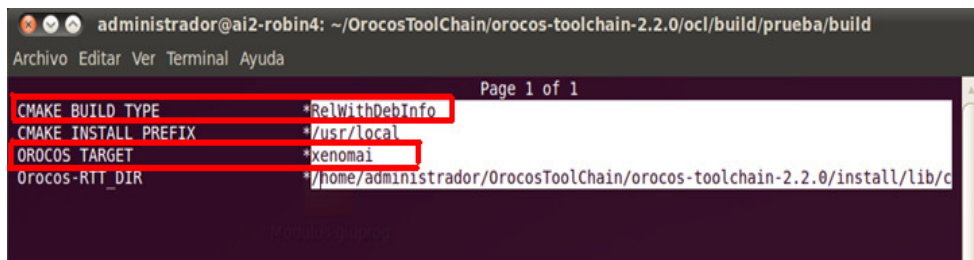 administrador@ai2-robin4: ~/OrocosToolChain/orocos-toolchain-2.2.0/ocl/build/prueba/build
Archivo Editar Ver Terminal Ayuda
Page 1 of 1
CMAKE_BUILD_TYPE *RelWithDebInfo
CMAKE_INSTALL_PREFIX */usr/local
OROCOS_TARGET *xenomai
Orocos-RTT_DIR */home/administrador/OrocosToolChain/orocos-toolchain-2.2.0/install/lib/c